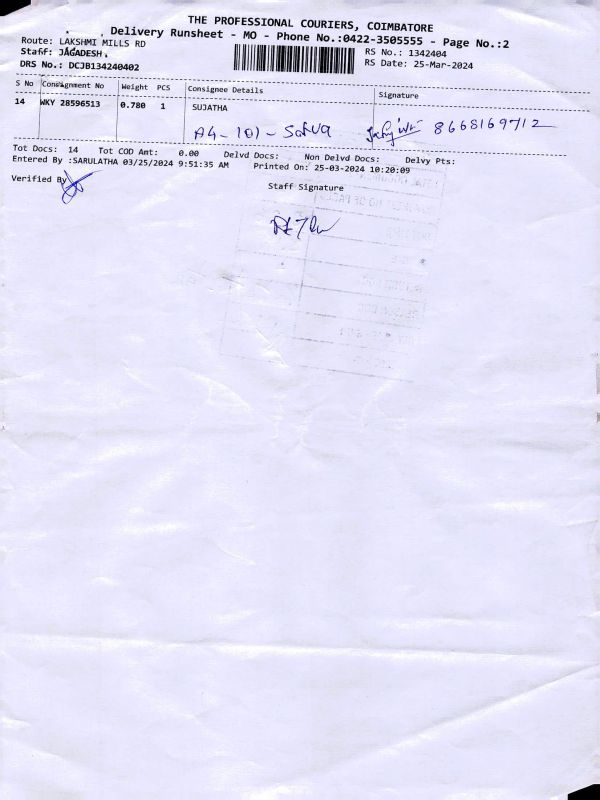 THE PROFESSIONAL COURIERS, COIMBATORE
Delivery Runsheet - MO - Phone No.:0422-3505555 - Page No.:2
Route: LAKSHMI MILLS RD
RS No.: 1342404
Staff: JAGADESH.
RS Date: 25-Mar-2024
DRS No.: DCJB134240402
S No Consignment No Weight PCS Consignee Details Signature
14 WKY 28596513 0.780 1 SUJATHA
A4-101- 8668169712
Tot Docs: 14 Tot COD Amt: 0.00 Delvd Docs: Non Delvd Docs: Delvy Pts:
Entered By :SARULATHA 03/25/2024 9:51:35 AM Printed On: 25-03-2024 10:20:09
Verified By
Staff Signature